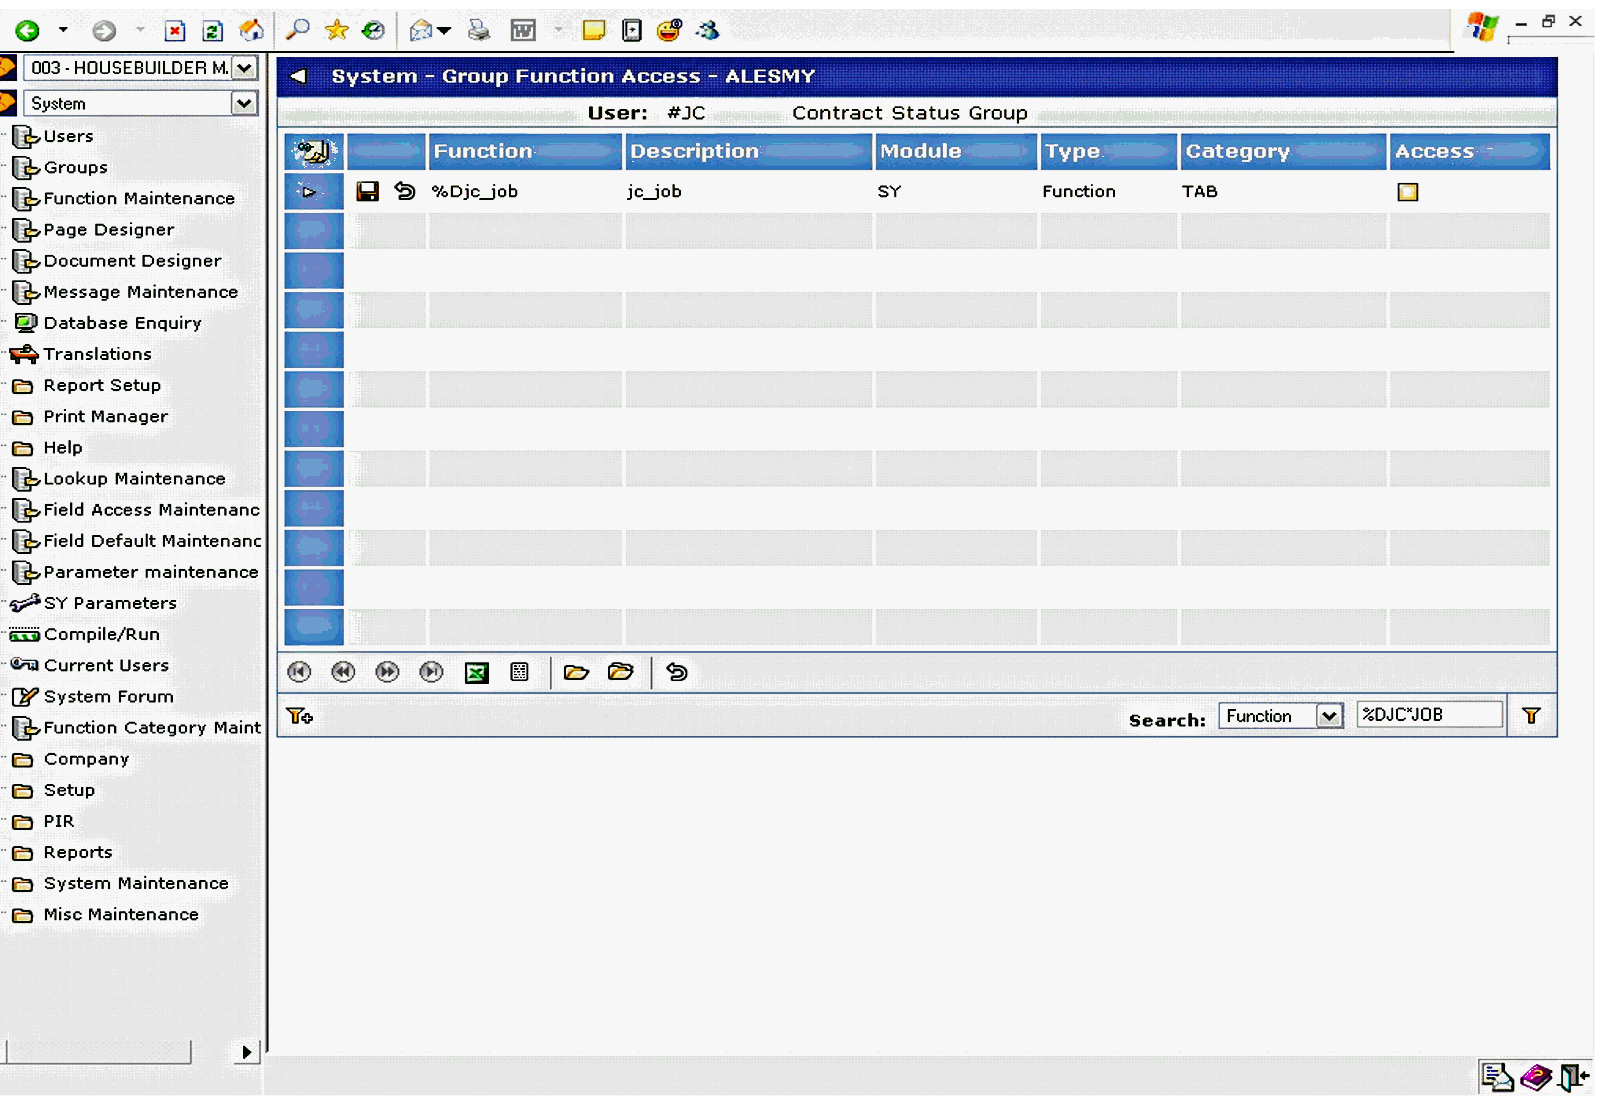 003 - HOUSEBUILDER M.
System
Users
Groups
Function Maintenance
Page Designer
Document Designer
Message Maintenance
Database Enquiry
Translations
Report Setup
Print Manager
Help
Lookup Maintenance
Field Access Maintenanc
Field Default Maintenanc
Parameter maintenance
SY Parameters
Compile/Run
Current Users
System Forum
Function Category Maint
Company
Setup
PIR
Reports
System Maintenance
Misc Maintenance
System - Group Function Access - ALESMY
User: #JC Contract Status Group
Function Description Module Type Category Access
%Djc_job jc_job SY Function TAB
Search: Function %DJC*JOB